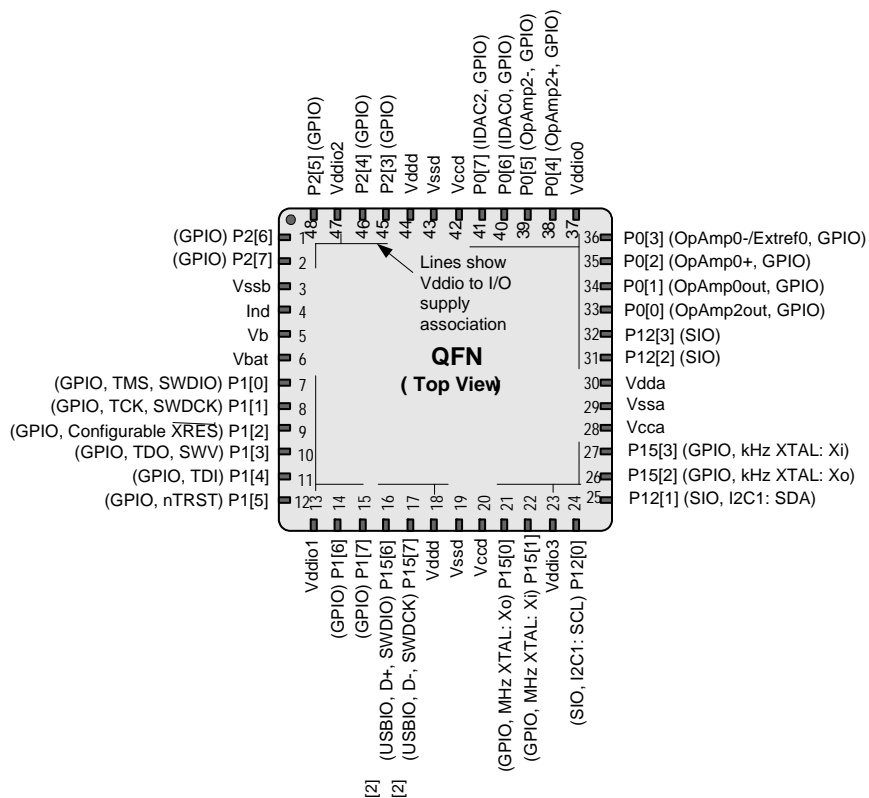 P2[5] (GPIO)
Vddio2
P2[4] (GPIO)
P2[3] (GPIO)
Vddd
Vssd
Vccd
P0[7] (IDAC2, GPIO)
P0[6] (IDAC0, GPIO)
P0[5] (OpAmp2-, GPIO)
P0[4] (OpAmp2+, GPIO)
Vddio0
48
47
46
45
44
43
42
41
40
39
38
37
(GPIO) P2[6] 1
(GPIO) P2[7] 2
Vssb 3
Ind 4
Vb 5
Vbat 6
(GPIO, TMS, SWDIO) P1[0] 7
(GPIO, TCK, SWDCK) P1[1] 8
(GPIO, Configurable XRES) P1[2] 9
(GPIO, TDO, SWV) P1[3] 10
(GPIO, TDI) P1[4] 11
(GPIO, nTRST) P1[5] 12
Lines show
Vddio to I/O
supply
association
QFN
( Top View)
36 P0[3] (OpAmp0-/Extref0, GPIO)
35 P0[2] (OpAmp0+, GPIO)
34 P0[1] (OpAmp0out, GPIO)
33 P0[0] (OpAmp2out, GPIO)
32 P12[3] (SIO)
31 P12[2] (SIO)
30 Vdda
29 Vssa
28 Vcca
27 P15[3] (GPIO, kHz XTAL: Xi)
26 P15[2] (GPIO, kHz XTAL: Xo)
25 P12[1] (SIO, I2C1: SDA)
13
14
15
16
17
18
19
20
21
22
23
24
Vddio1
(GPIO) P1[6]
(GPIO) P1[7]
[2] (USBIO, D+, SWDIO) P15[6]
[2] (USBIO, D-, SWDCK) P15[7]
Vddd
Vssd
Vccd
(GPIO, MHz XTAL: Xo) P15[0]
(GPIO, MHz XTAL: Xi) P15[1]
Vddio3
(SIO, I2C1: SCL) P12[0]